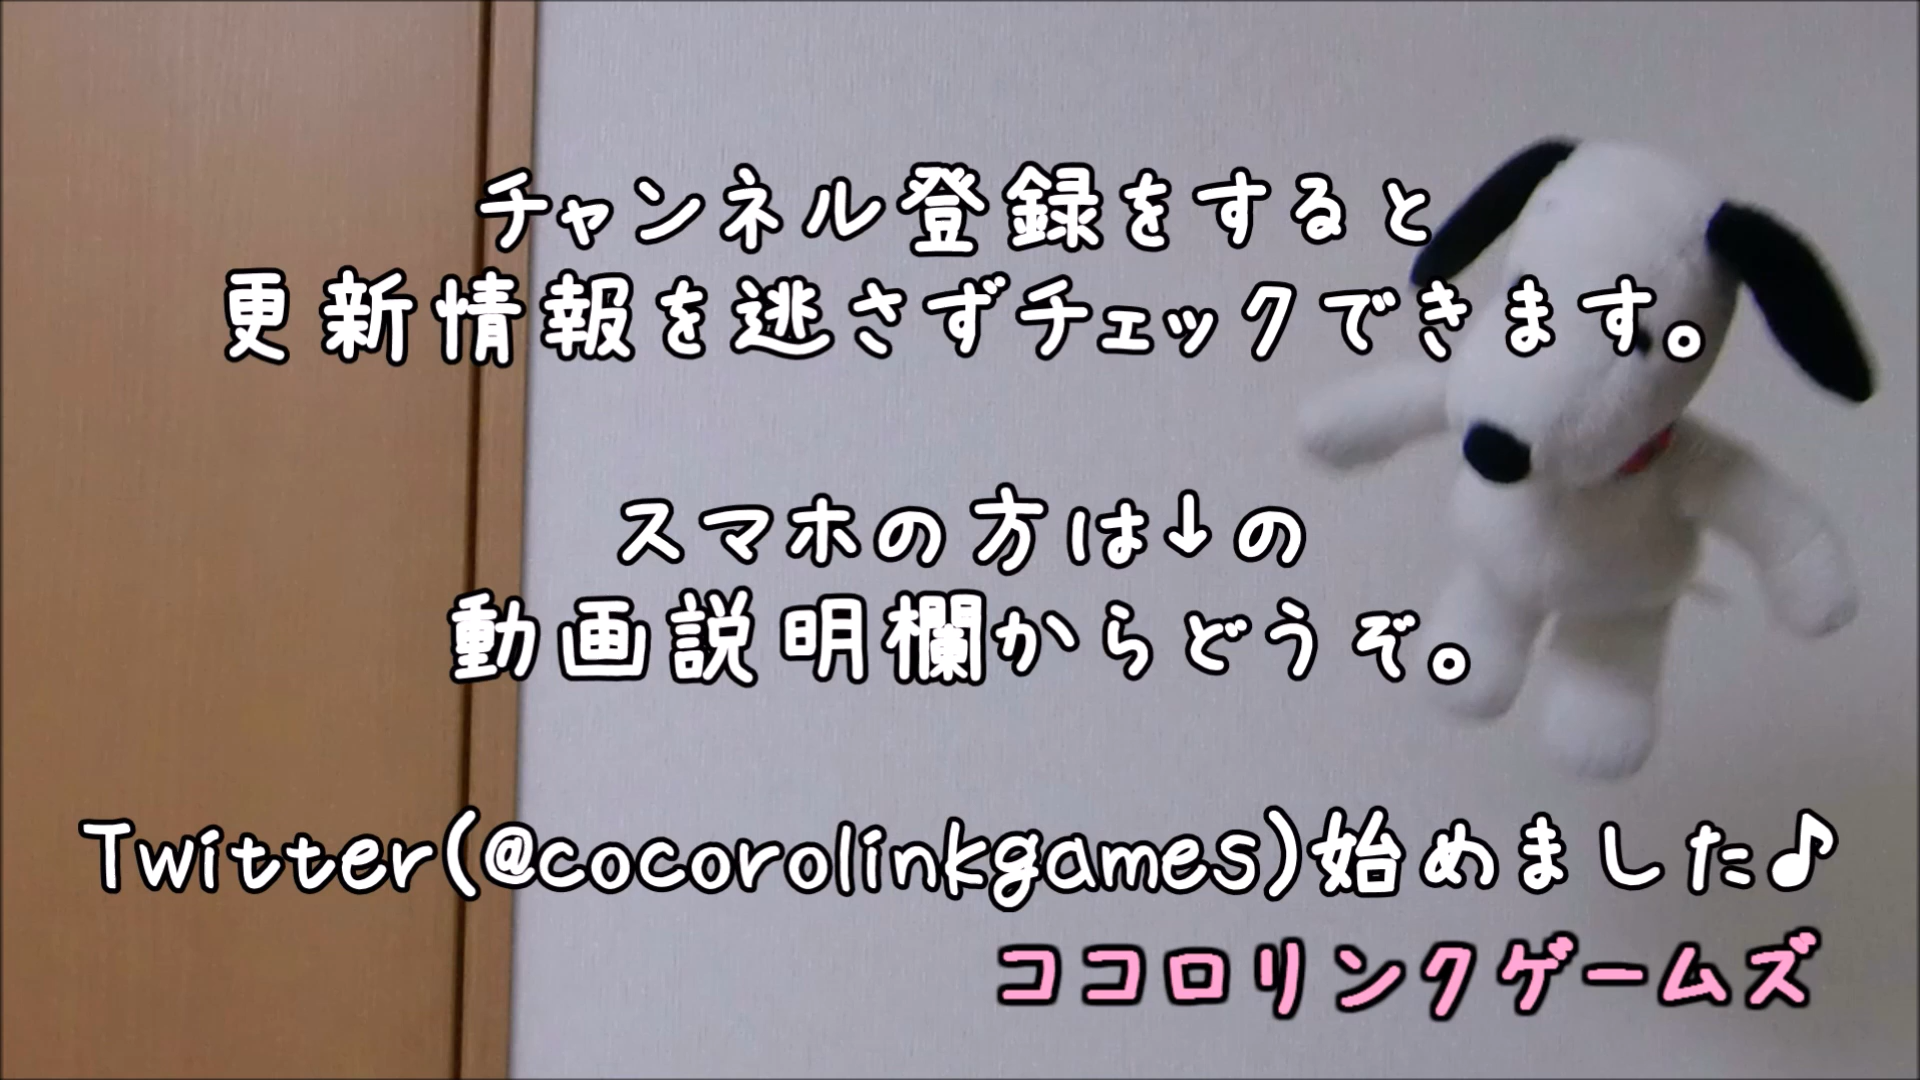 チャンネル登録をすると
更新情報を逃さずチェックできます。
スマホの方は↓の
動画説明欄からどうぞ。
Twitter(@cocorolinkgames)始めました♪
ココロリンクゲームズ